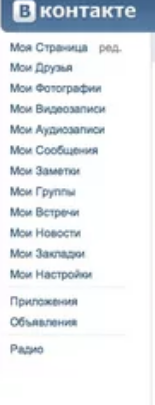 В контакте
Моя Страница ред.
Мои Друзья
Мои Фотографии
Мои Видеозаписи
Мои Аудиозаписи
Мои Сообщения
Мои Заметки
Мои Группы
Мои Встречи
Мои Новости
Мои Закладки
Мои Настройки
Приложения
Объявления
Радио